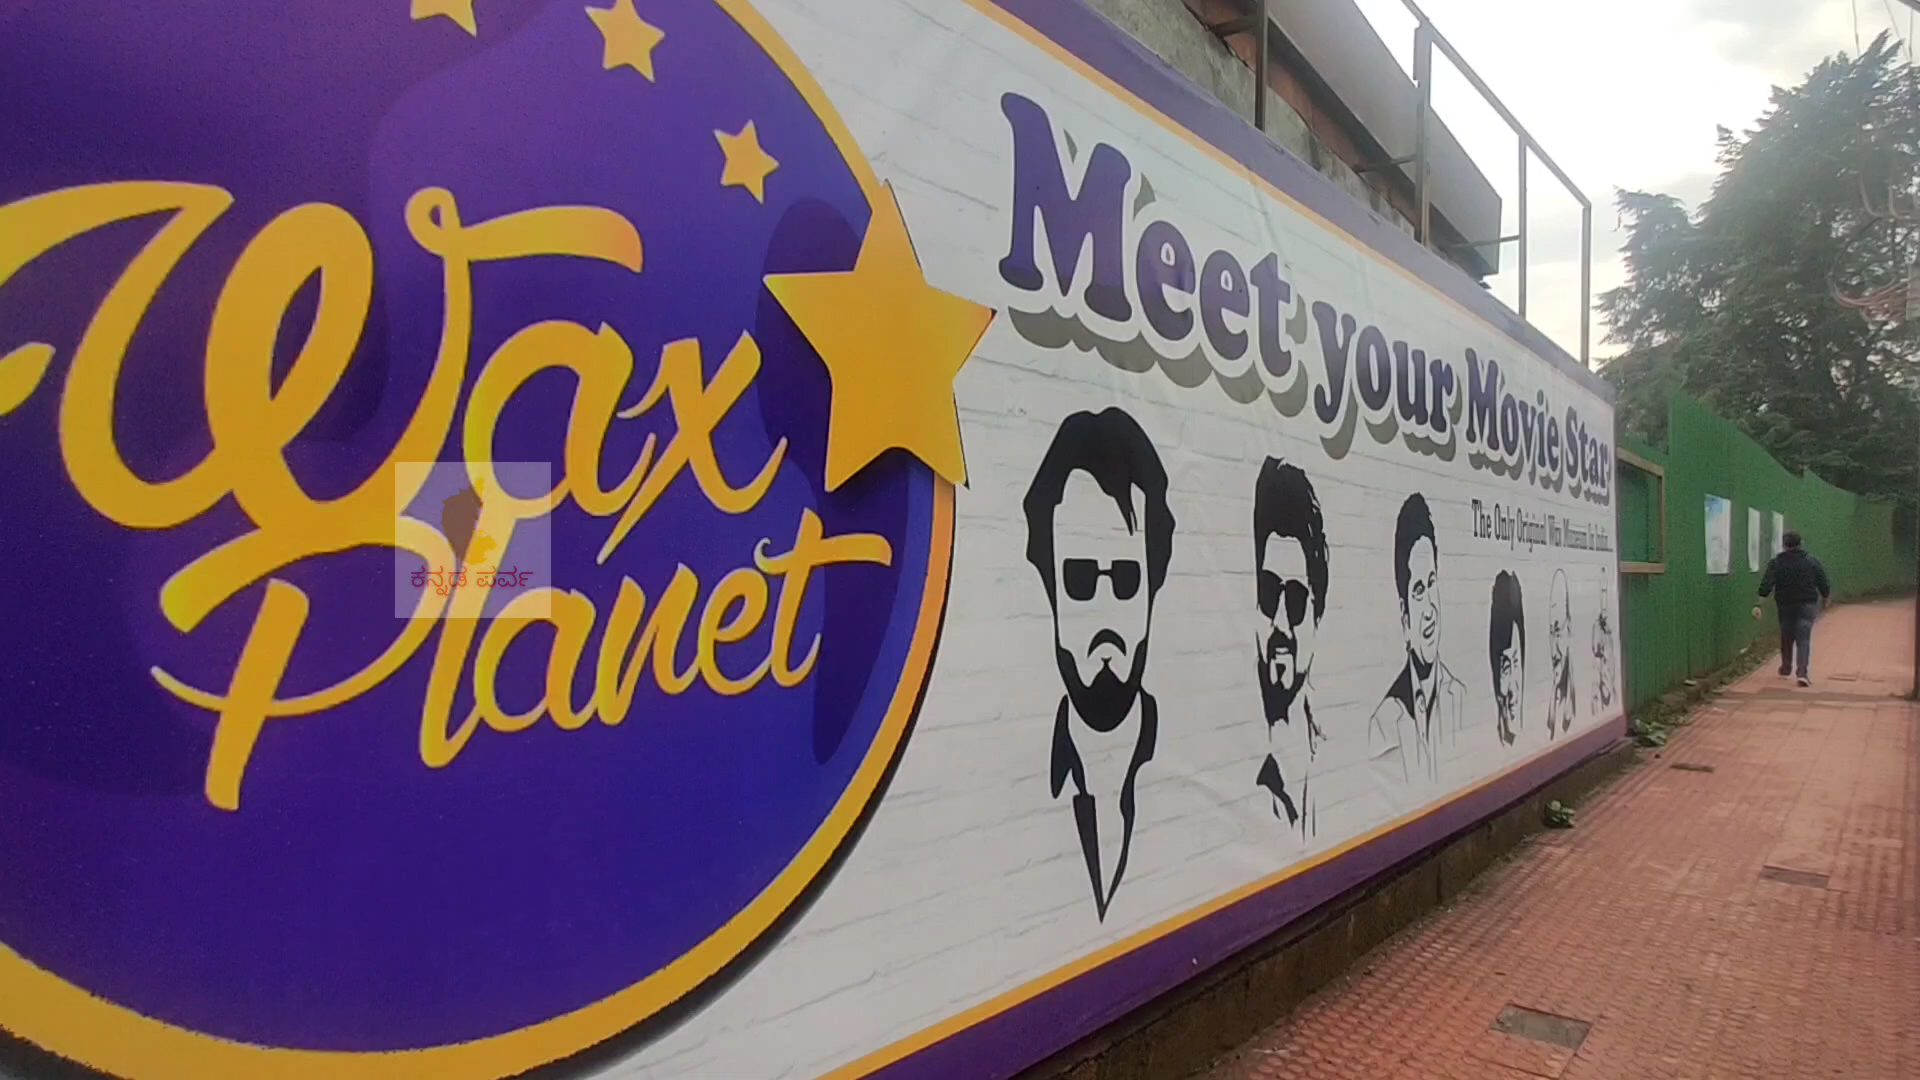 Wax
Planet
Meet your Movie Star
The Only Original Wax Museum In India.
ಕನ್ನಡ ಪರ್ವ